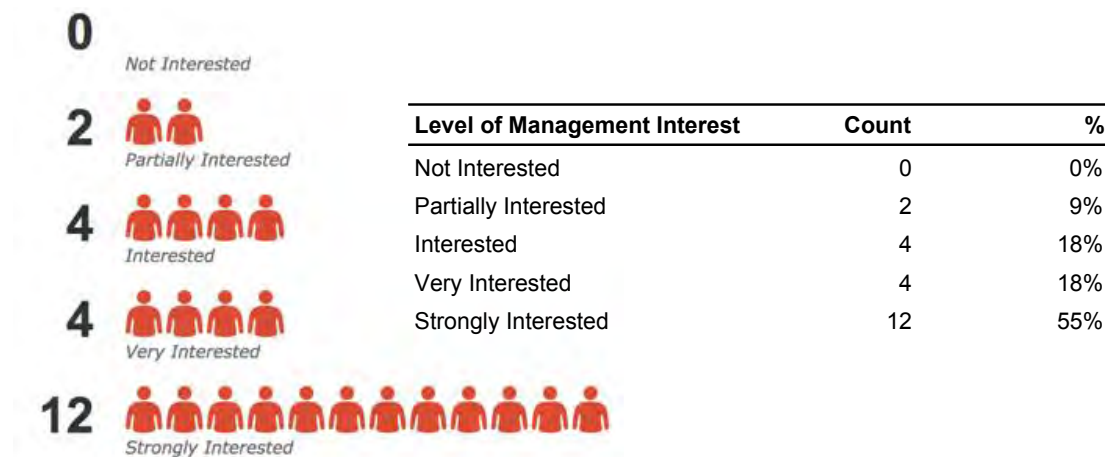 0
Not Interested
2
Partially Interested
4
Interested
4
Very Interested
12
Strongly Interested
Level of Management Interest Count %
Not Interested 0 0%
Partially Interested 2 9%
Interested 4 18%
Very Interested 4 18%
Strongly Interested 12 55%